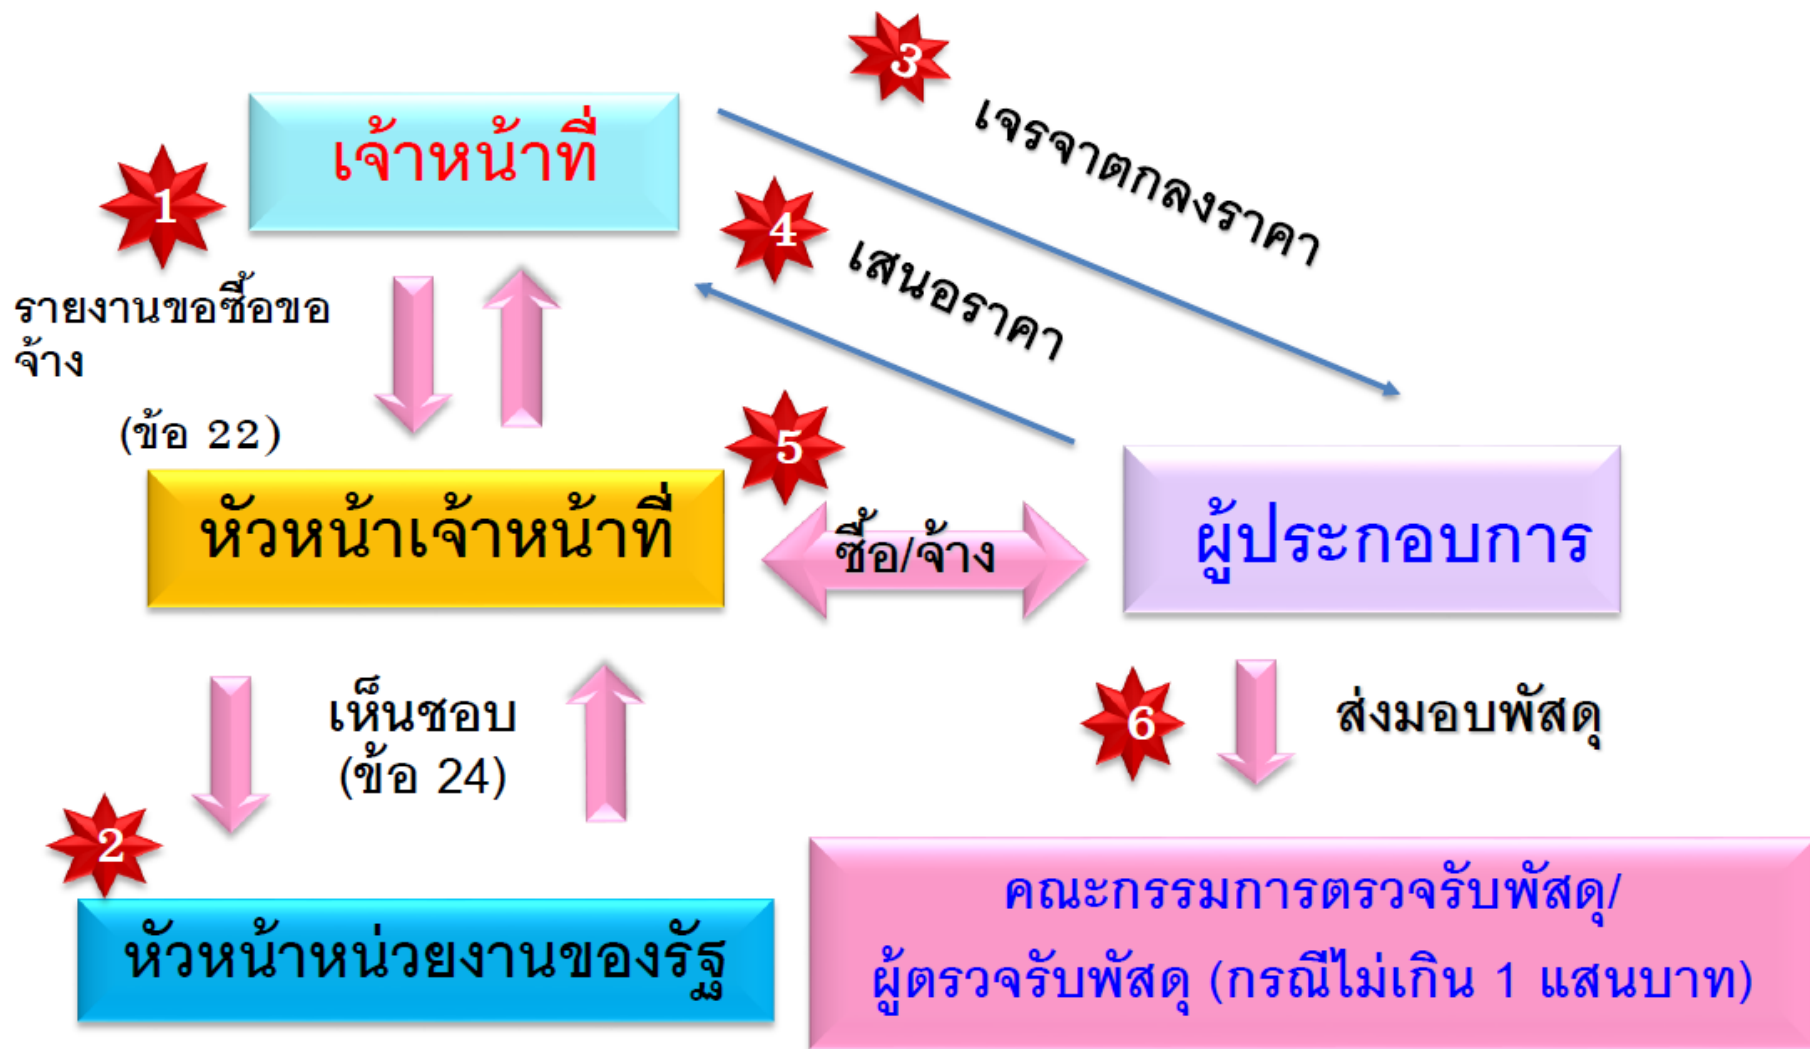 3
เจรจาตกลงราคา
เจ้าหน้าที่
1
4
เสนอราคา
รายงานขอซื้อขอ
จ้าง
(ข้อ 22)
5
หัวหน้าเจ้าหน้าที่
ซื้อ/จ้าง
ผู้ประกอบการ
เห็นชอบ
(ข้อ 24)
6
ส่งมอบพัสดุ
2
หัวหน้าหน่วยงานของรัฐ
คณะกรรมการตรวจรับพัสดุ/
ผู้ตรวจรับพัสดุ (กรณีไม่เกิน 1 แสนบาท)